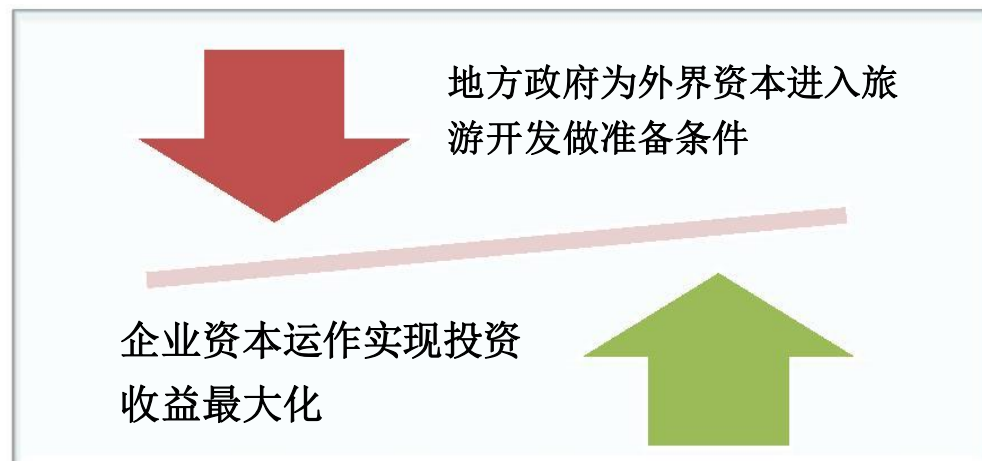 地方政府为外界资本进入旅
游开发做准备条件
企业资本运作实现投资
收益最大化